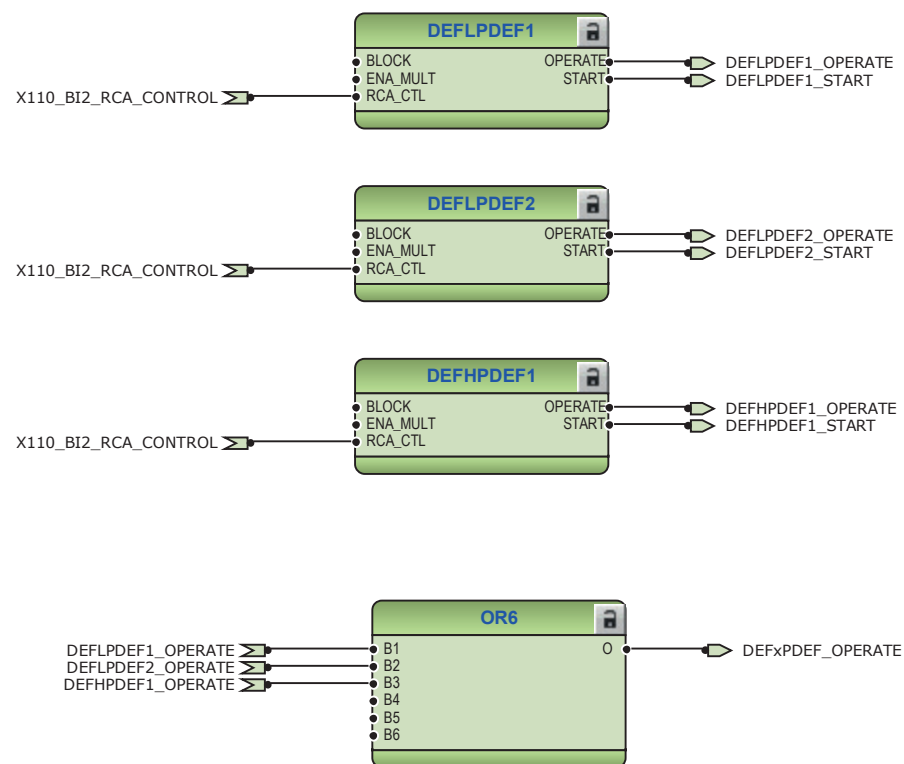 DEFLPDEF1
BLOCK OPERATE DEFLPDEF1_OPERATE
ENA_MULT START DEFLPDEF1_START
X110_BI2_RCA_CONTROL RCA_CTL
DEFLPDEF2
BLOCK OPERATE DEFLPDEF2_OPERATE
ENA_MULT START DEFLPDEF2_START
X110_BI2_RCA_CONTROL RCA_CTL
DEFHPDEF1
BLOCK OPERATE DEFHPDEF1_OPERATE
ENA_MULT START DEFHPDEF1_START
X110_BI2_RCA_CONTROL RCA_CTL
OR6
DEFLPDEF1_OPERATE B1 O DEFxPDEF_OPERATE
DEFLPDEF2_OPERATE B2
DEFHPDEF1_OPERATE B3
B4
B5
B6